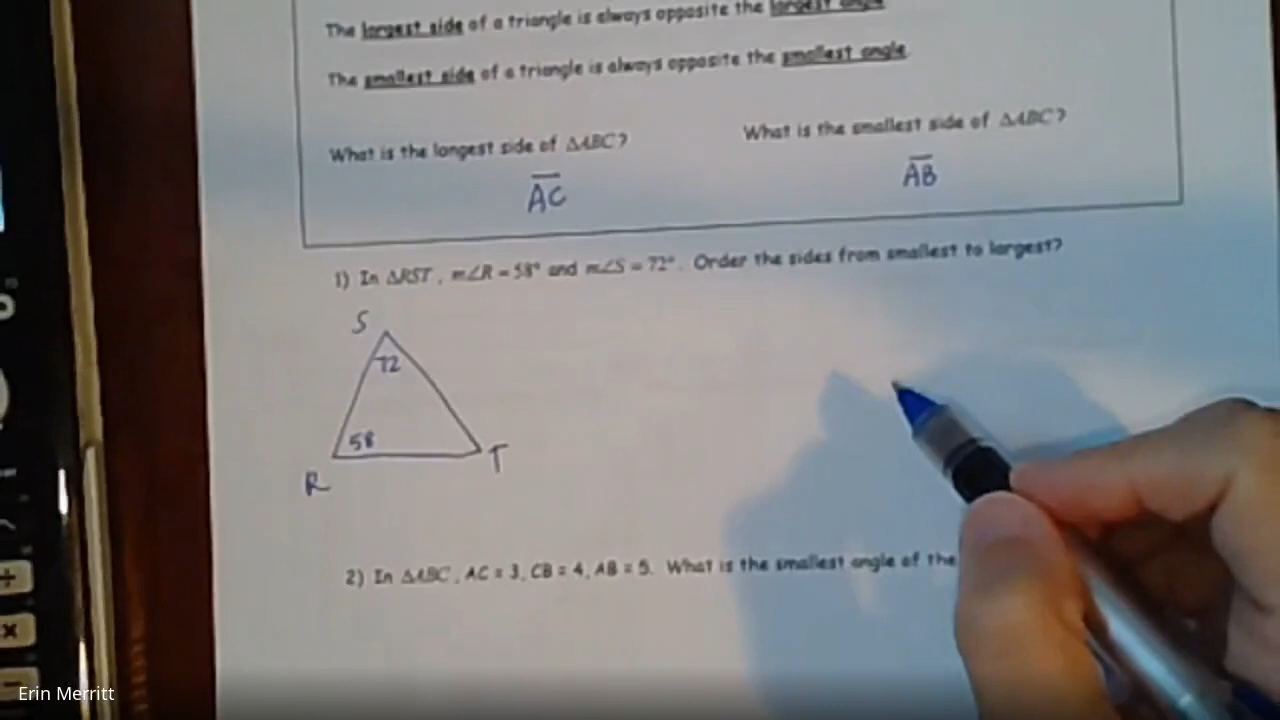 The largest side of a triangle is always opposite the largest angle
The smallest side of a triangle is always opposite the smallest angle.
What is the longest side of ΔABC? What is the smallest side of ΔABC?
AC AB
1) In ΔRST, m∠R = 58° and m∠S = 72°. Order the sides from smallest to largest?
S
72
58
T
R
2) In ΔABC, AC = 3, CB = 4, AB = 5. What is the smallest angle of the
Erin Merritt
÷
×
−